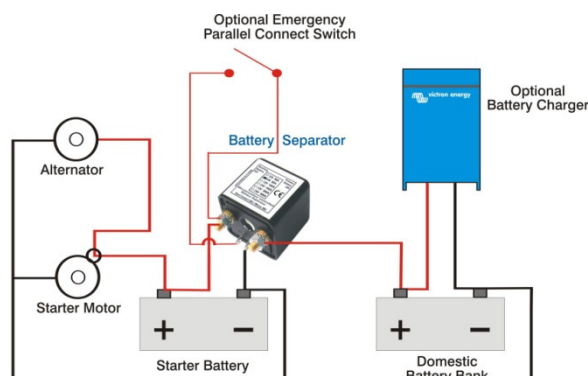 Optional Emergency
Parallel Connect Switch
victron energy
Optional
Battery Charger
Battery Separator
Alternator
Starter Motor
+
−
+
−
Starter Battery
Domestic
Battery Bank